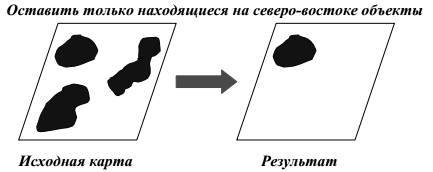 Оставить только находящиеся на северо-востоке объекты
Исходная карта
Результат